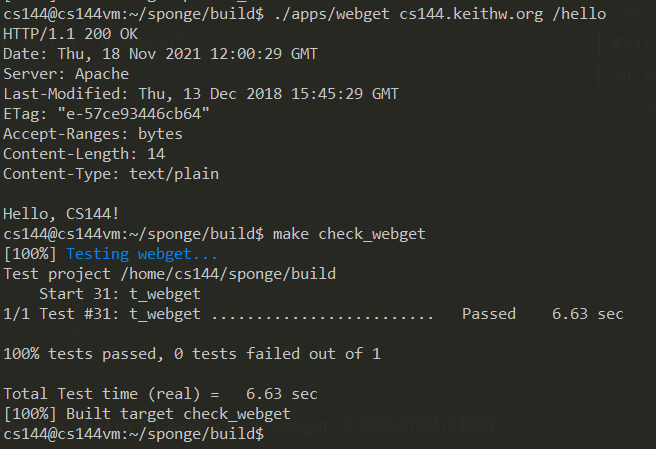 cs144@cs144vm:~/sponge/build$ ./apps/webget cs144.keithw.org /hello
HTTP/1.1 200 OK
Date: Thu, 18 Nov 2021 12:00:29 GMT
Server: Apache
Last-Modified: Thu, 13 Dec 2018 15:45:29 GMT
ETag: "e-57ce93446cb64"
Accept-Ranges: bytes
Content-Length: 14
Content-Type: text/plain

Hello, CS144!
cs144@cs144vm:~/sponge/build$ make check_webget
[100%] Testing webget...
Test project /home/cs144/sponge/build
    Start 31: t_webget
1/1 Test #31: t_webget .........................   Passed    6.63 sec

100% tests passed, 0 tests failed out of 1

Total Test time (real) =   6.63 sec
[100%] Built target check_webget
cs144@cs144vm:~/sponge/build$